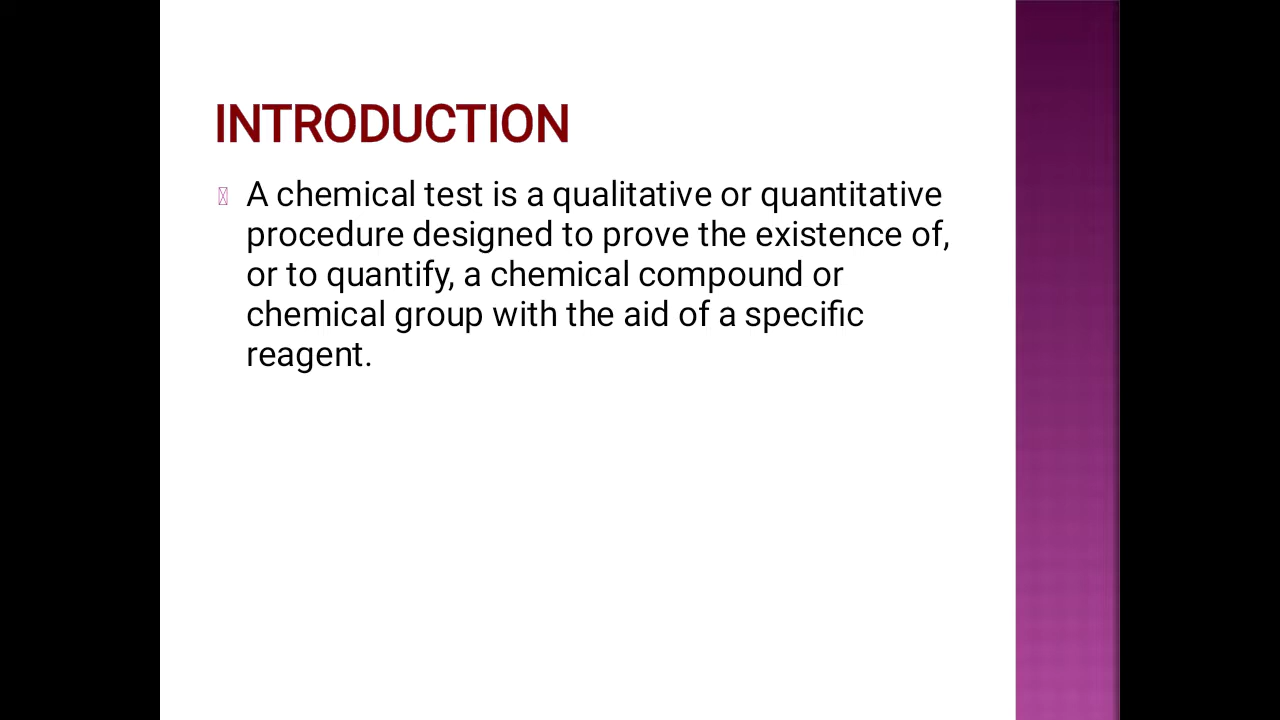 INTRODUCTION
A chemical test is a qualitative or quantitative
procedure designed to prove the existence of,
or to quantify, a chemical compound or
chemical group with the aid of a specific
reagent.